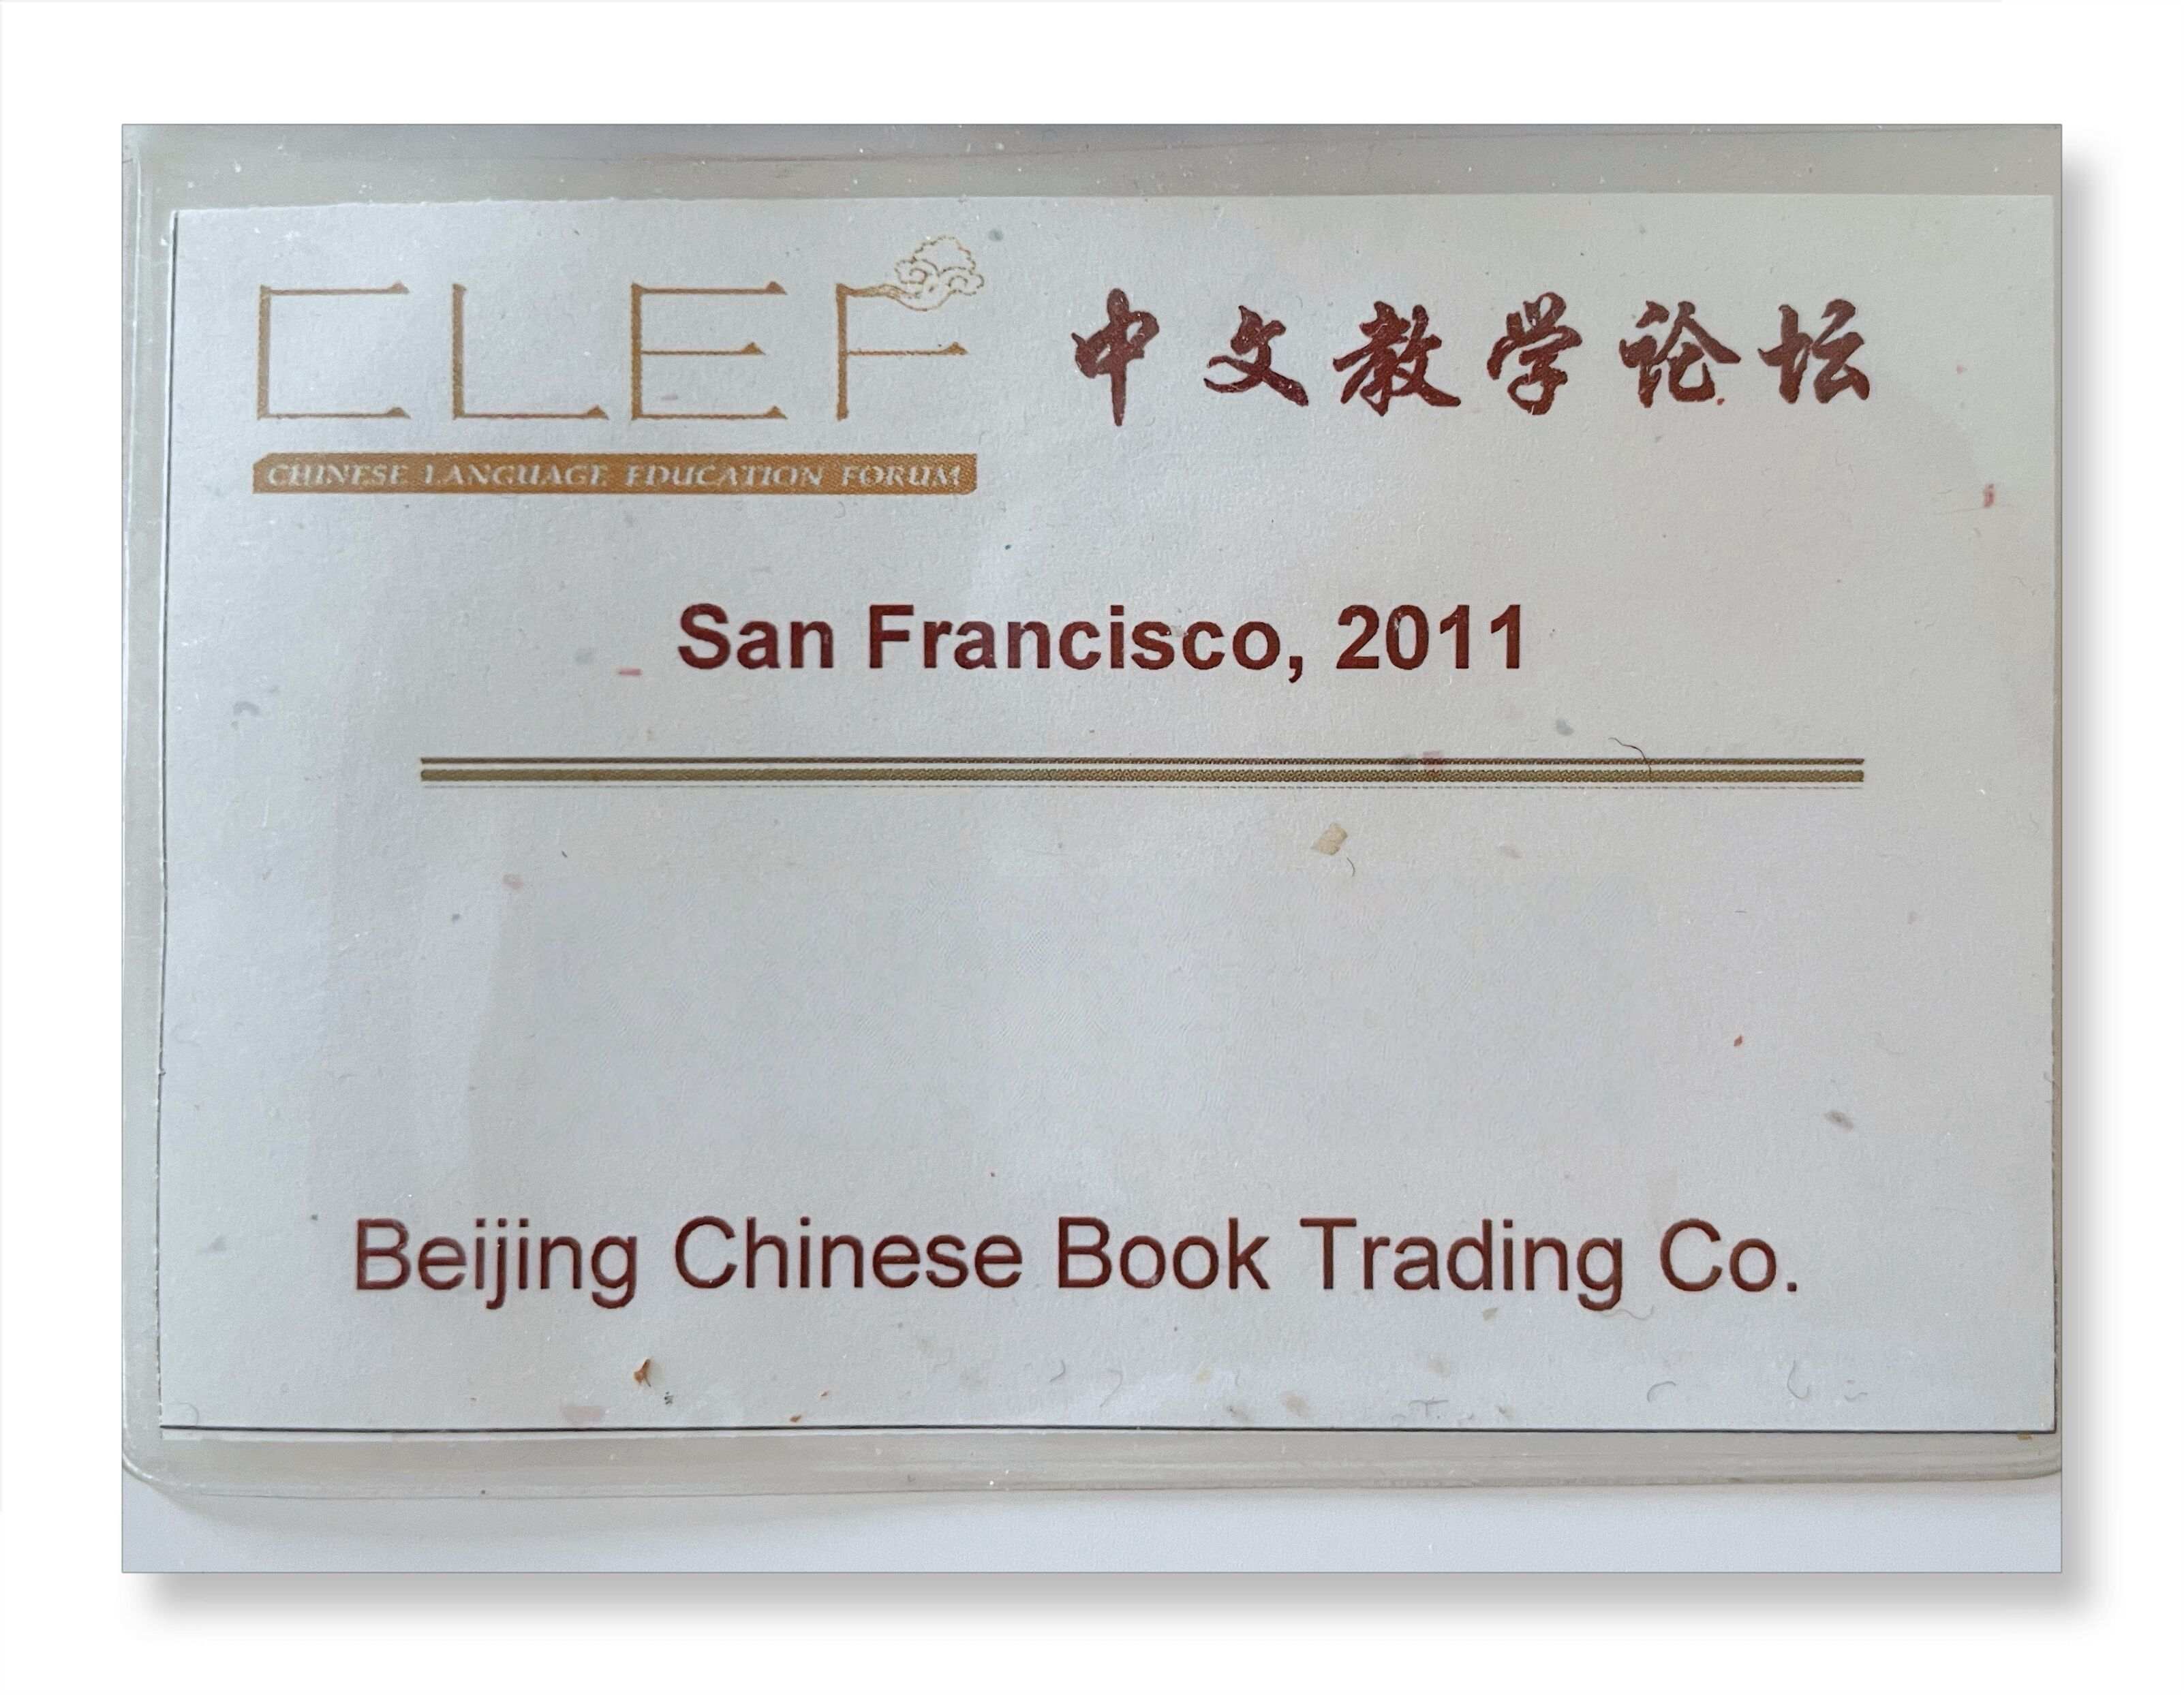 CLEF 中文教学论坛
CHINESE LANGUAGE EDUCATION FORUM
San Francisco, 2011
Beijing Chinese Book Trading Co.